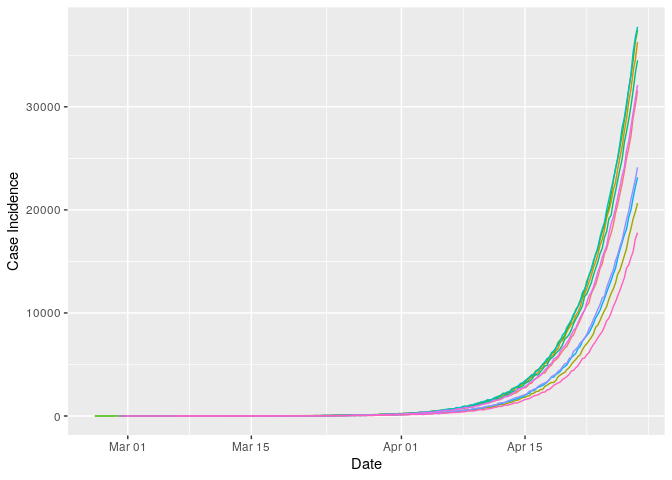 30000
20000
10000
0
Case Incidence
Mar 01
Mar 15
Apr 01
Apr 15
Date